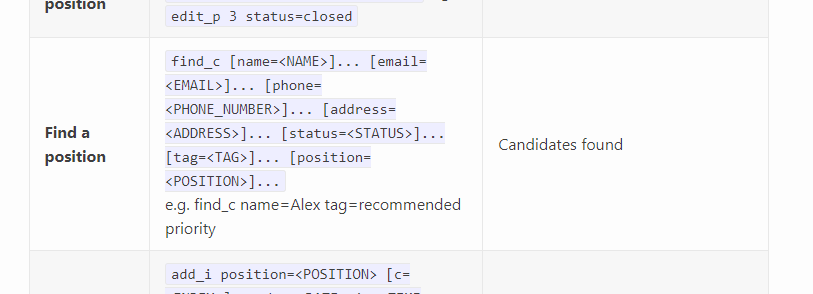 position
edit_p 3 status=closed
Find a
position
find_c [name=<NAME>]... [email=
<EMAIL>]... [phone=
<PHONE_NUMBER>]... [address=
<ADDRESS>]... [status=<STATUS>]...
[tag=<TAG>]... [position=
<POSITION>]...
e.g. find_c name=Alex tag=recommended
priority
Candidates found
add_i position=<POSITION> [c=